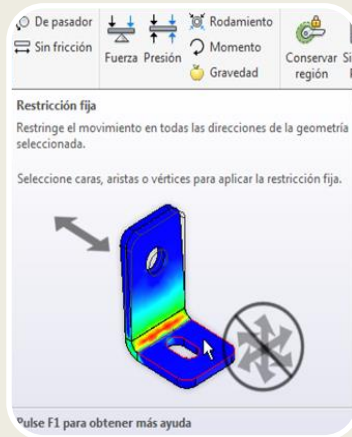 De pasador
Sin fricción
Fuerza
Presión
Rodamiento
Momento
Gravedad
Conservar
región
Restricción fija
Restringe el movimiento en todas las direcciones de la geometría
seleccionada.
Seleccione caras, aristas o vértices para aplicar la restricción fija.
Pulse F1 para obtener más ayuda